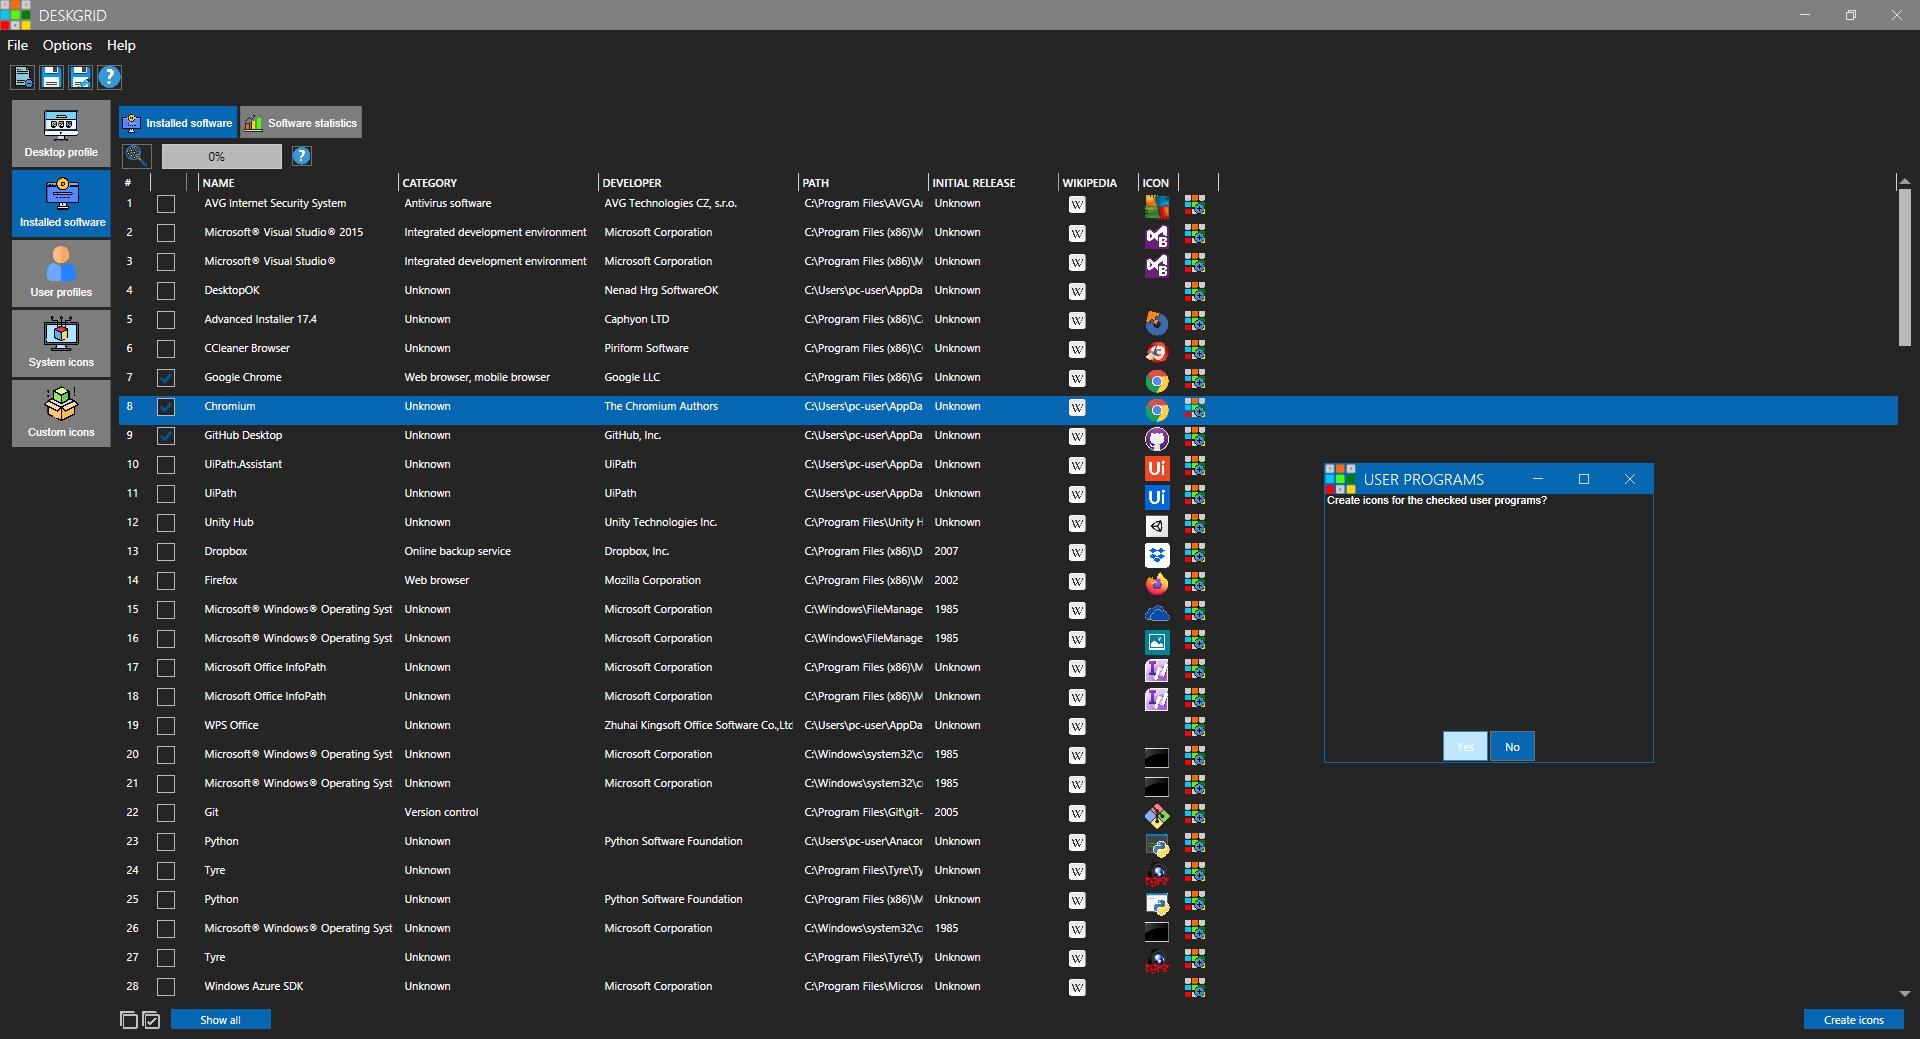 DESKGRID
File Options Help
Desktop profile
Installed software
User profiles
System icons
Custom icons
Installed software Software statistics
0%
# NAME CATEGORY DEVELOPER PATH INITIAL RELEASE WIKIPEDIA ICON
1 AVG Internet Security System Antivirus software AVG Technologies CZ, s.r.o. C:\Program Files\AVG\A Unknown W
2 Microsoft® Visual Studio® 2015 Integrated development environment Microsoft Corporation C:\Program Files (x86)\M Unknown W
3 Microsoft® Visual Studio® Integrated development environment Microsoft Corporation C:\Program Files (x86)\M Unknown W
4 DesktopOK Unknown Nenad Hrg SoftwareOK C:\Users\pc-user\AppDa Unknown W
5 Advanced Installer 17.4 Unknown Caphyon LTD C:\Program Files (x86)\C Unknown W
6 CCleaner Browser Unknown Piriform Software C:\Program Files (x86)\C Unknown W
7 Google Chrome Web browser, mobile browser Google LLC C:\Program Files (x86)\G Unknown W
8 Chromium Unknown The Chromium Authors C:\Users\pc-user\AppDa Unknown W
9 GitHub Desktop Unknown GitHub, Inc. C:\Users\pc-user\AppDa Unknown W
10 UiPath.Assistant Unknown UiPath C:\Users\pc-user\AppDa Unknown W Ui
11 UiPath Unknown UiPath C:\Users\pc-user\AppDa Unknown W Ui
12 Unity Hub Unknown Unity Technologies Inc. C:\Program Files\Unity H Unknown W
13 Dropbox Online backup service Dropbox, Inc. C:\Program Files (x86)\D 2007 W
14 Firefox Web browser Mozilla Corporation C:\Program Files (x86)\M 2002 W
15 Microsoft® Windows® Operating Syst Unknown Microsoft Corporation C:\Windows\FileManage 1985 W
16 Microsoft® Windows® Operating Syst Unknown Microsoft Corporation C:\Windows\FileManage 1985 W
17 Microsoft Office InfoPath Unknown Microsoft Corporation C:\Program Files (x86)\M Unknown W
18 Microsoft Office InfoPath Unknown Microsoft Corporation C:\Program Files (x86)\M Unknown W
19 WPS Office Unknown Zhuhai Kingsoft Office Software Co.,Ltd C:\Users\pc-user\AppDa Unknown W
20 Microsoft® Windows® Operating Syst Unknown Microsoft Corporation C:\Windows\system32\c 1985 W
21 Microsoft® Windows® Operating Syst Unknown Microsoft Corporation C:\Windows\system32\c 1985 W
22 Git Version control C:\Program Files\Git\git- 2005 W
23 Python Unknown Python Software Foundation C:\Users\pc-user\Anacor Unknown W
24 Tyre Unknown C:\Program Files\Tyre\Ty Unknown W tyre
25 Python Unknown Python Software Foundation C:\Program Files (x86)\M Unknown W
26 Microsoft® Windows® Operating Syst Unknown Microsoft Corporation C:\Windows\system32\c 1985 W
27 Tyre Unknown C:\Program Files\Tyre\Ty Unknown W tyre
28 Windows Azure SDK Unknown Microsoft Corporation C:\Program Files\Micros Unknown W
USER PROGRAMS
Create icons for the checked user programs?
Yes No
Show all
Create icons